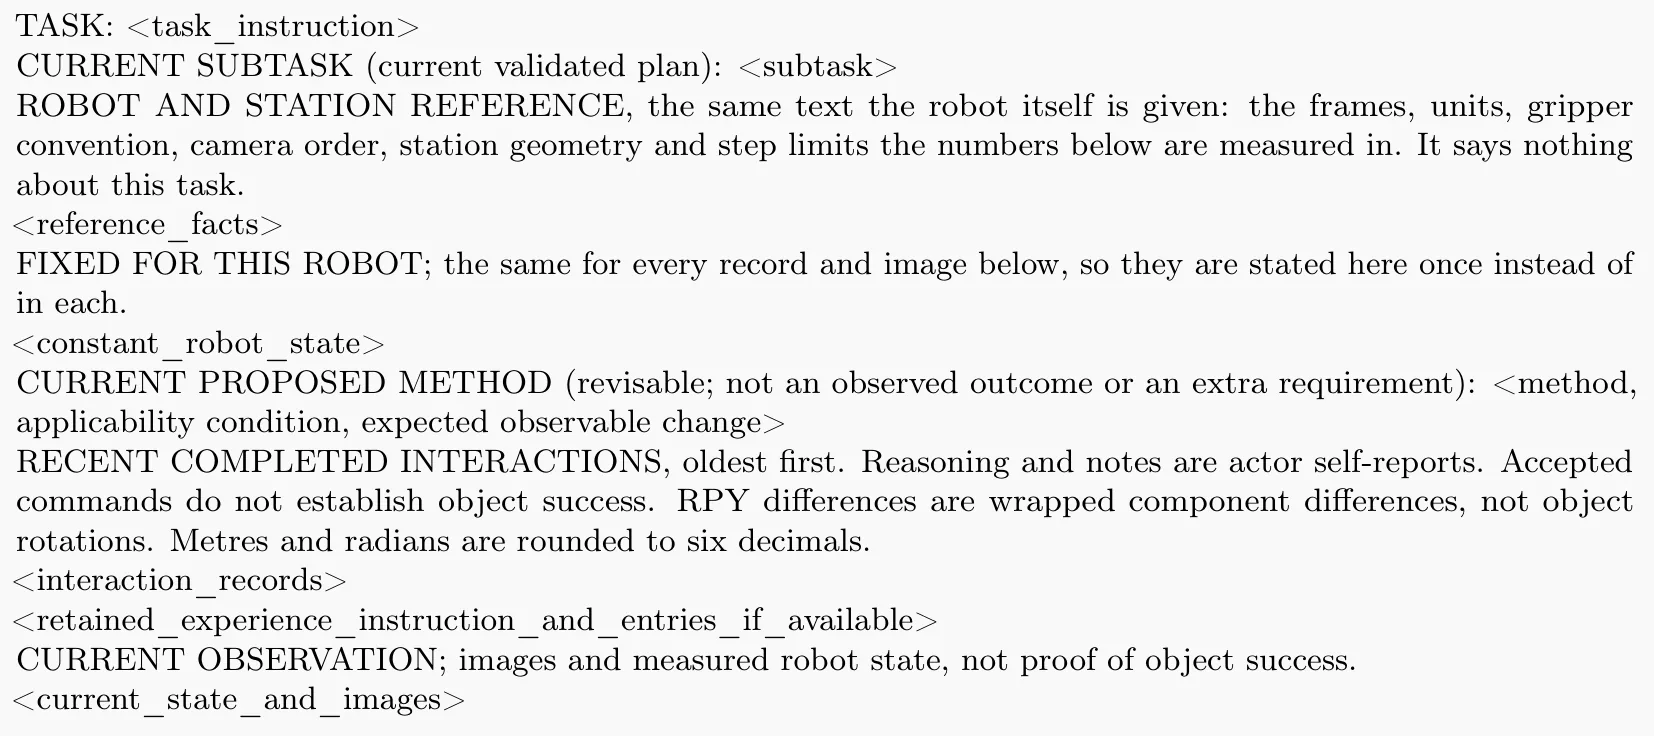 TASK: <task_instruction>
CURRENT SUBTASK (current validated plan): <subtask>
ROBOT AND STATION REFERENCE, the same text the robot itself is given: the frames, units, gripper
convention, camera order, station geometry and step limits the numbers below are measured in. It says nothing
about this task.
<reference_facts>
FIXED FOR THIS ROBOT; the same for every record and image below, so they are stated here once instead of
in each.
<constant_robot_state>
CURRENT PROPOSED METHOD (revisable; not an observed outcome or an extra requirement): <method,
applicability condition, expected observable change>
RECENT COMPLETED INTERACTIONS, oldest first. Reasoning and notes are actor self-reports. Accepted
commands do not establish object success. RPY differences are wrapped component differences, not object
rotations. Metres and radians are rounded to six decimals.
<interaction_records>
<retained_experience_instruction_and_entries_if_available>
CURRENT OBSERVATION; images and measured robot state, not proof of object success.
<current_state_and_images>